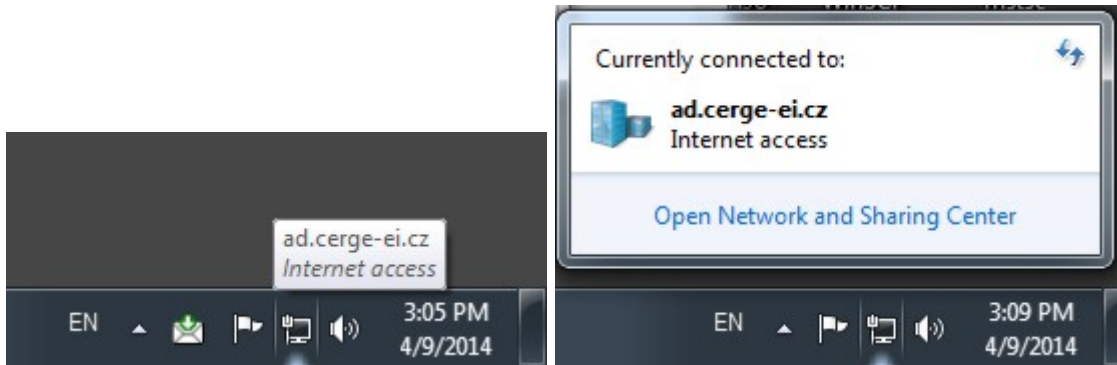 ad.cerge-ei.cz
Internet access
EN
3:05 PM
4/9/2014
Currently connected to:
ad.cerge-ei.cz
Internet access
Open Network and Sharing Center
EN
3:09 PM
4/9/2014